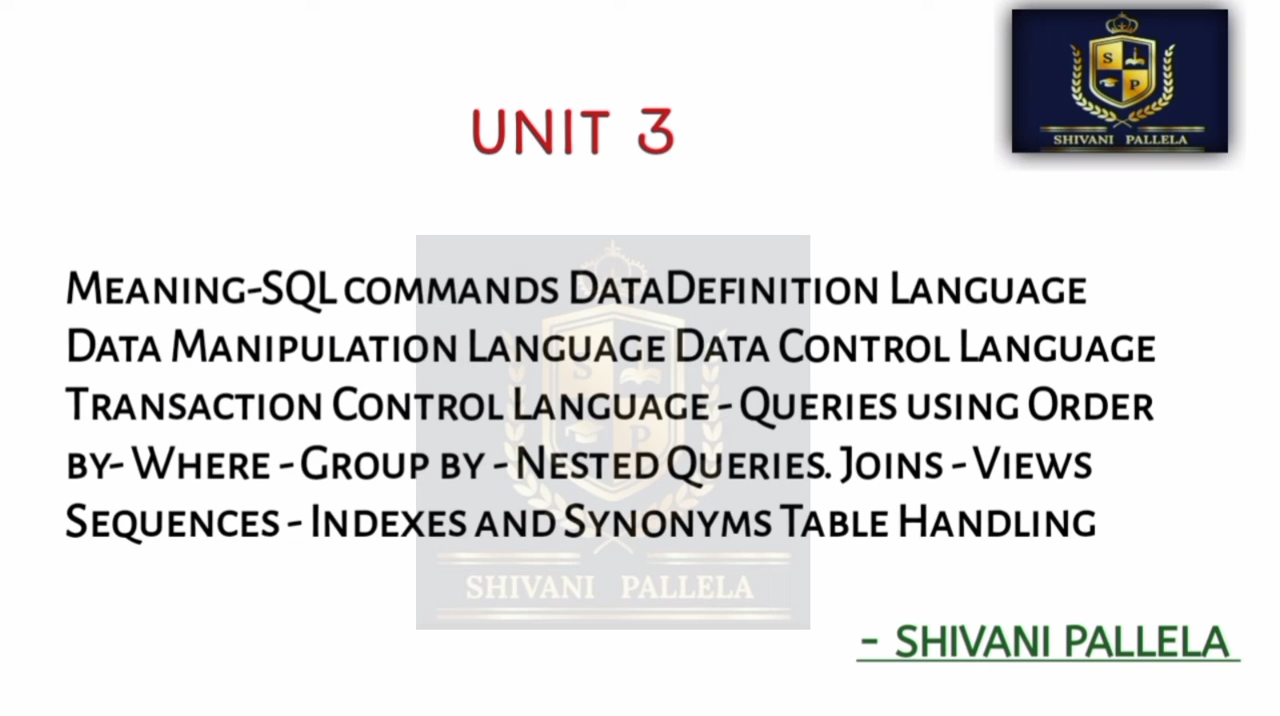 S
P
SHIVANI PALLELA
UNIT 3
MEANING-SQL COMMANDS DATADEFINITION LANGUAGE
DATA MANIPULATION LANGUAGE DATA CONTROL LANGUAGE
TRANSACTION CONTROL LANGUAGE - QUERIES USING ORDER
BY- WHERE - GROUP BY - NESTED QUERIES. JOINS - VIEWS
SEQUENCES - INDEXES AND SYNONYMS TABLE HANDLING
S
P
SHIVANI PALLELA
- SHIVANI PALLELA